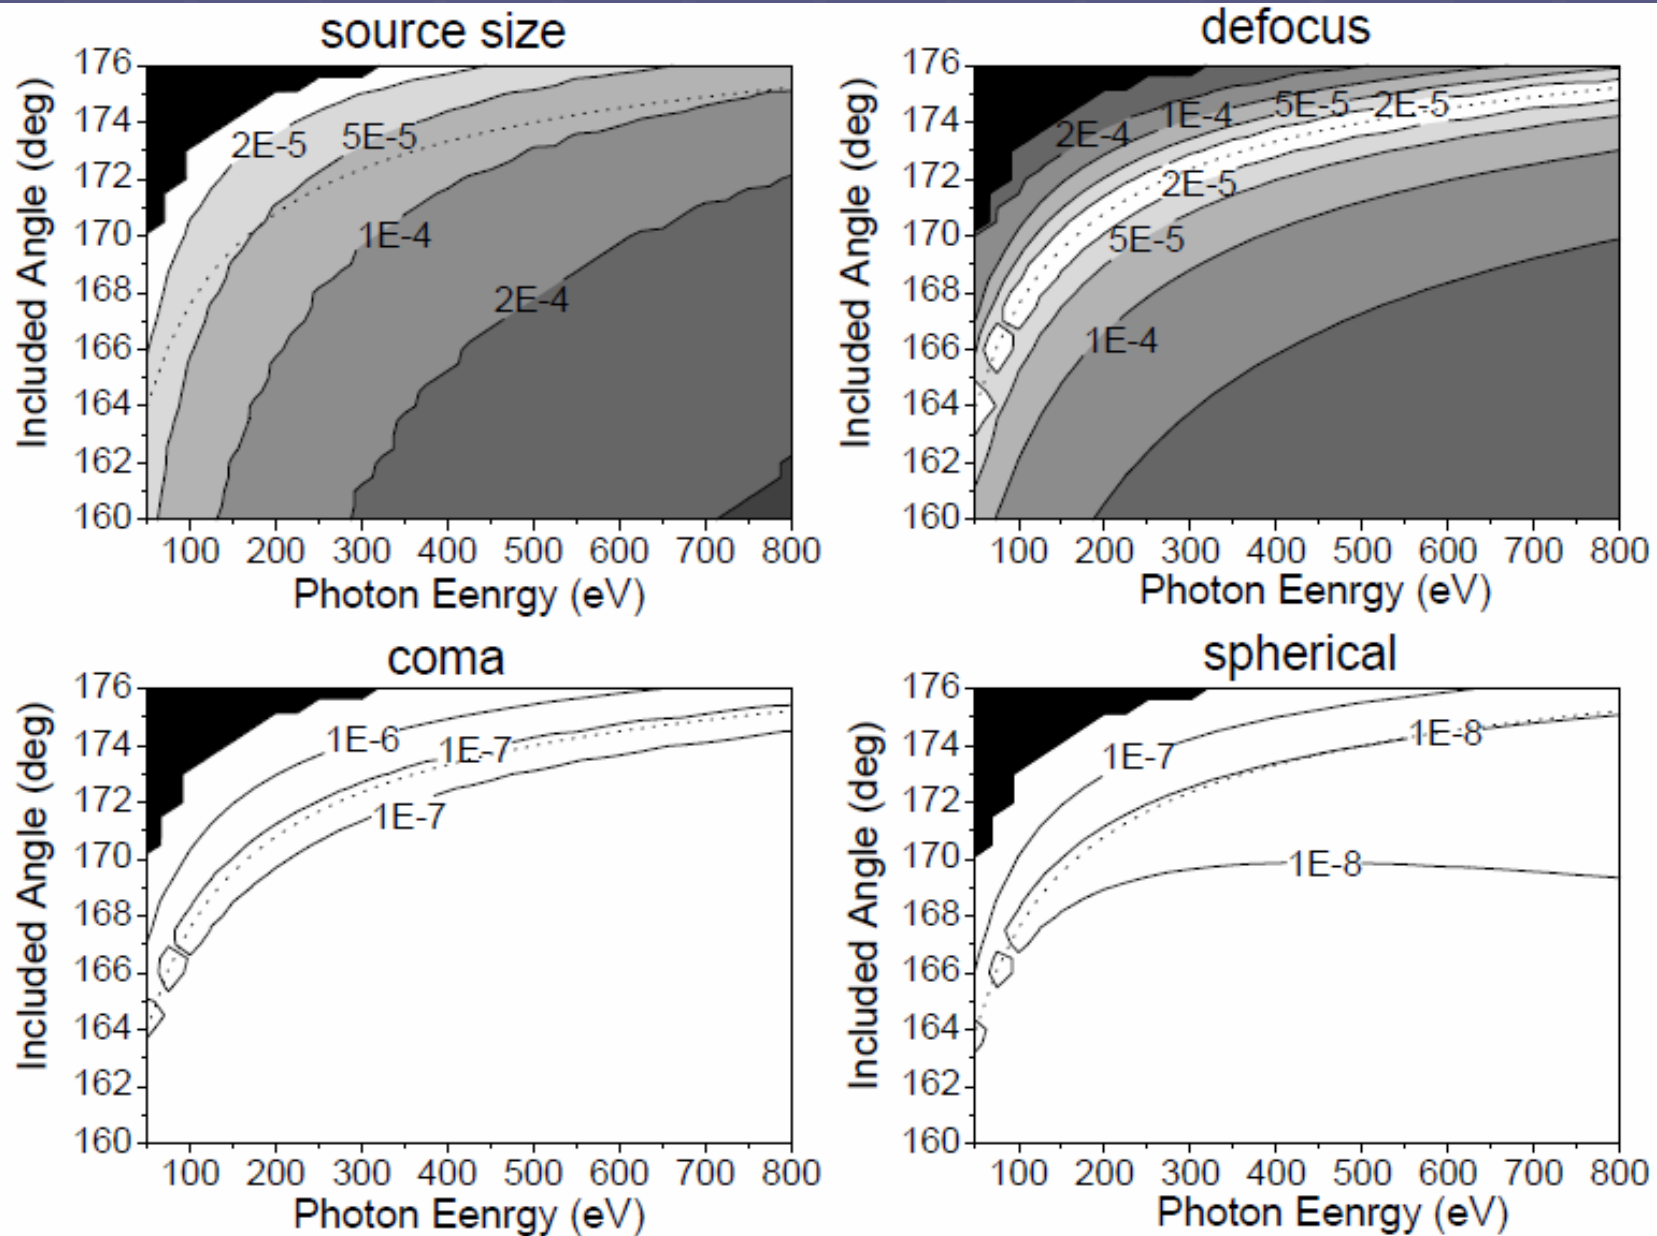 source size
176
174
172
170
168
166
164
162
160
Included Angle (deg)
2E-5
5E-5
1E-4
2E-4
100 200 300 400 500 600 700 800
Photon Eenrgy (eV)
defocus
176
174
172
170
168
166
164
162
160
Included Angle (deg)
2E-4
1E-4
5E-5
2E-5
2E-5
5E-5
1E-4
100 200 300 400 500 600 700 800
Photon Eenrgy (eV)
coma
176
174
172
170
168
166
164
162
160
Included Angle (deg)
1E-6
1E-7
1E-7
100 200 300 400 500 600 700 800
Photon Eenrgy (eV)
spherical
176
174
172
170
168
166
164
162
160
Included Angle (deg)
1E-7
1E-8
1E-8
100 200 300 400 500 600 700 800
Photon Eenrgy (eV)